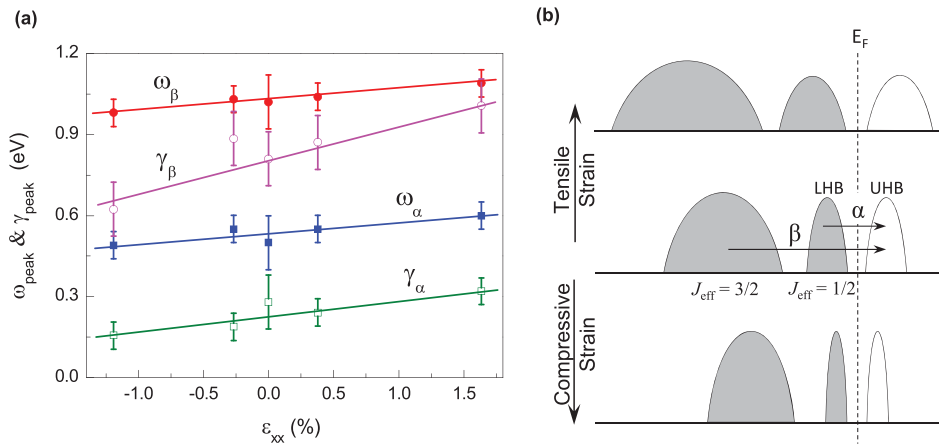 (a)
1.2
0.9
0.6
0.3
0.0
ω_peak & γ_peak (eV)
ω_β
γ_β
ω_α
γ_α
-1.0 -0.5 0.0 0.5 1.0 1.5
ε_xx (%)
(b)
E_F
Tensile
Strain
LHB UHB
α
β
J_eff = 3/2 J_eff = 1/2
Compressive
Strain